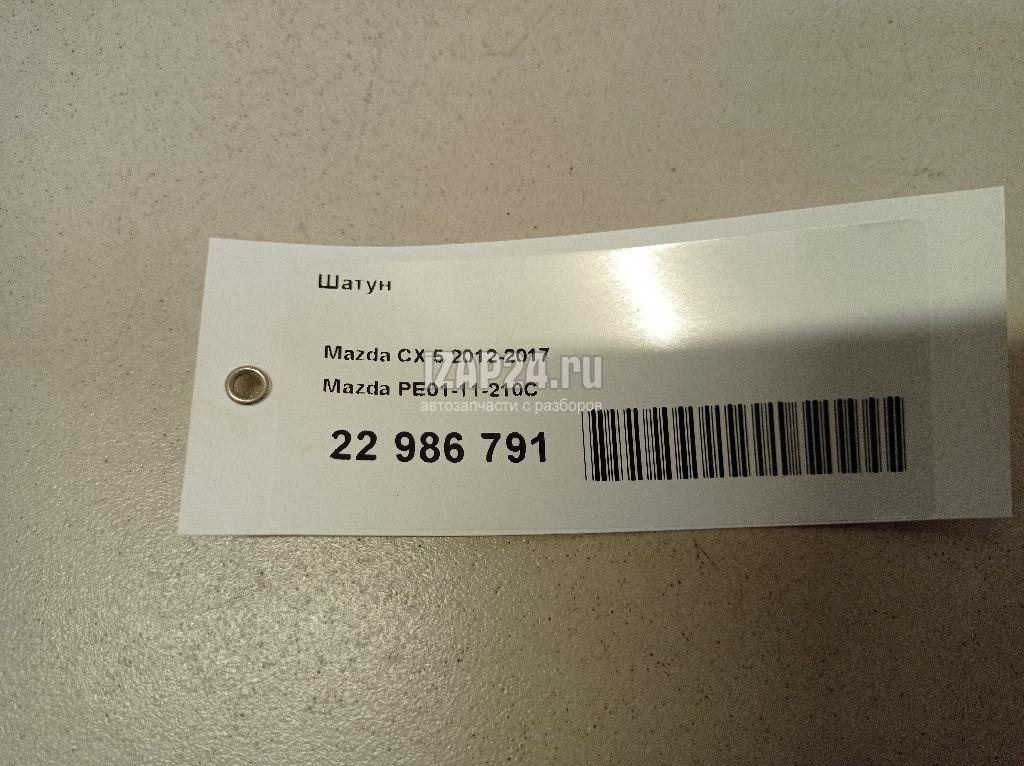 Шатун
Mazda CX 5 2012-2017
iZAP24.ru
Mazda PE01-11-210C
автозапчасти с разборов
22 986 791